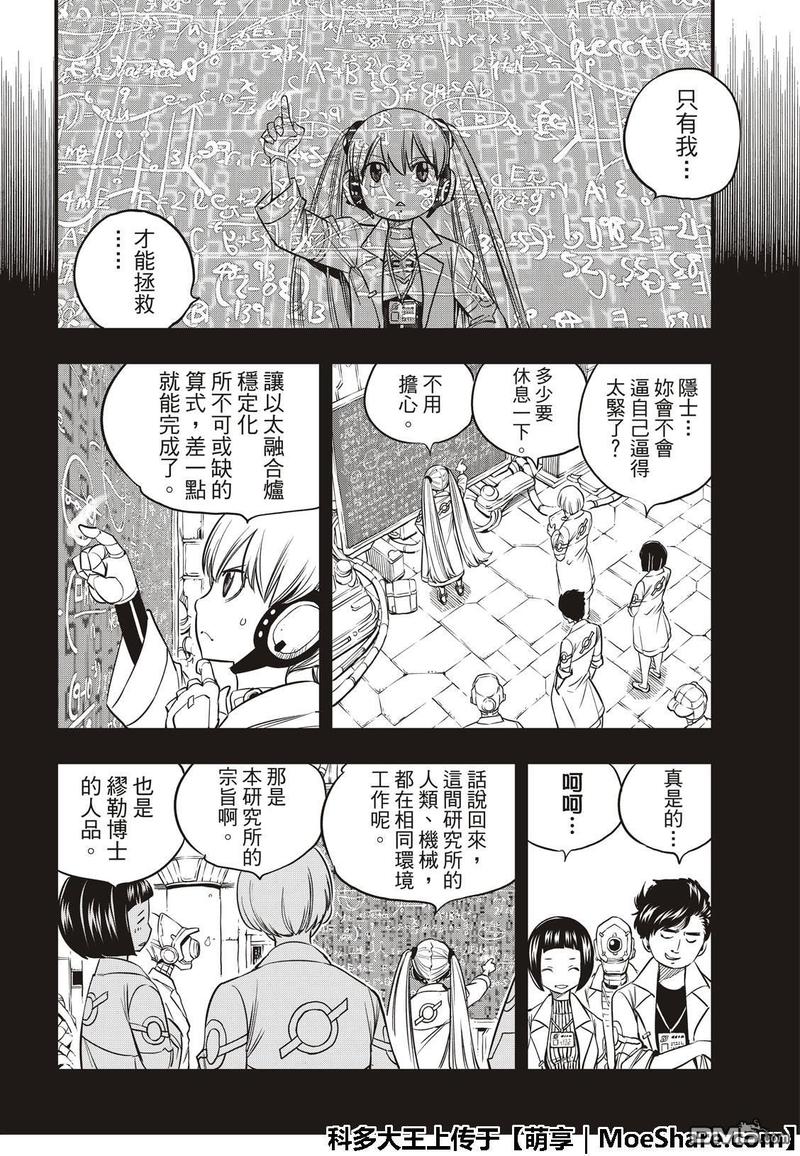 只有我…
才能拯救
……
隱士…
妳會不會
逼自己逼得
太緊了？
多少要
休息一下。
不用
擔心。
讓以太融合爐
穩定化
所不可或缺的
算式，差一點
就能完成了。
真是的…
呵呵…
話說回來，
這間研究所的
人類、機械，
都在相同環境
工作呢。
那是
本研究所的
宗旨啊。
也是
繆勒博士
的人品。
科多大王上传于【萌享｜MoeShare.com】